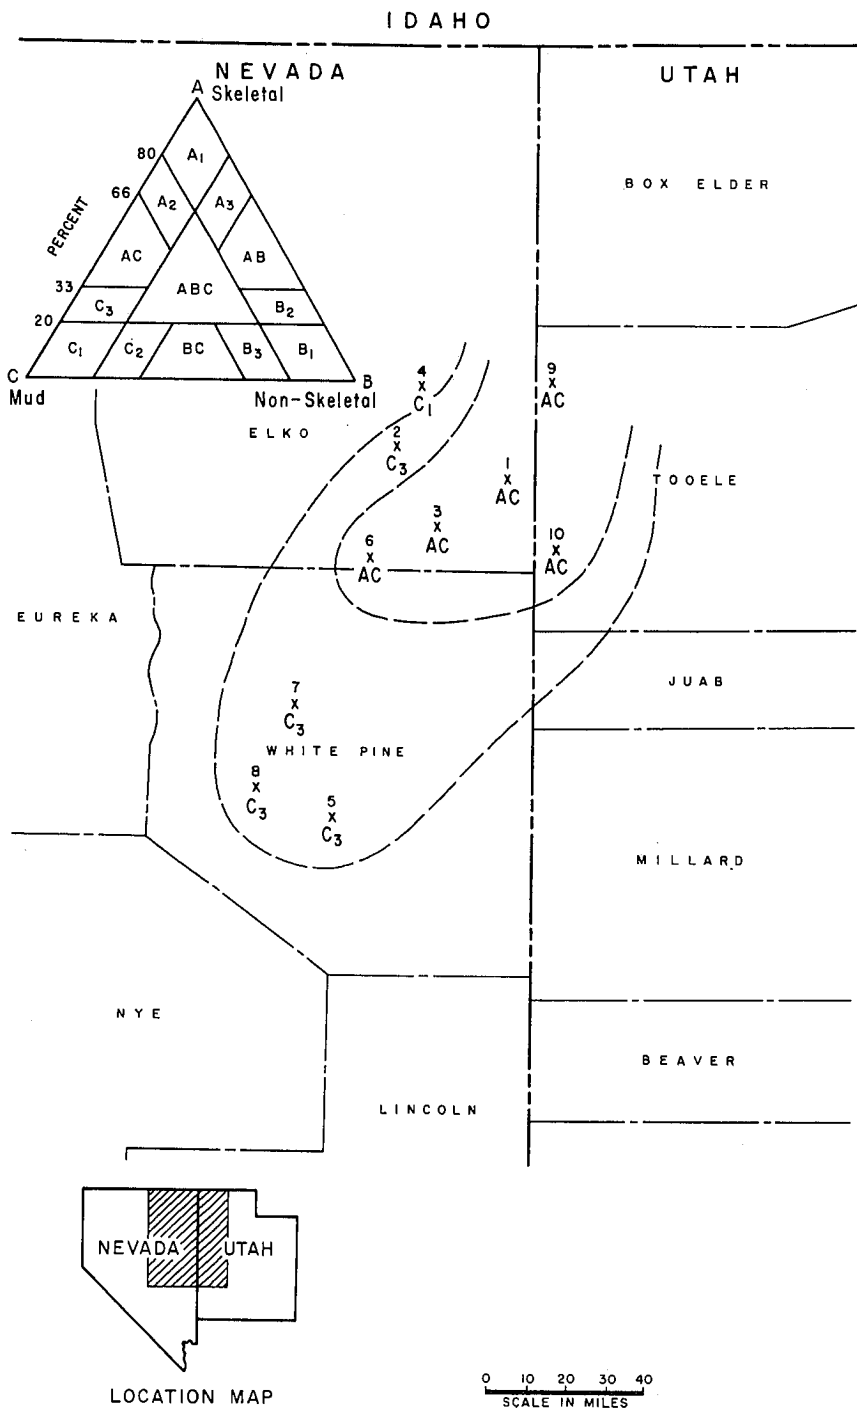 IDAHO
NEVADA
UTAH
A Skeletal
80
A1
BOX ELDER
66
A2
A3
PERCENT
AC
AB
33
ABC
C3
B2
20
C1
C2
BC
B3
B1
C
B
Mud
Non-Skeletal
4
x
C1
9
x
AC
ELKO
2
x
C3
1
x
AC
TOOELE
3
x
AC
6
x
AC
10
x
AC
EUREKA
7
x
C3
JUAB
WHITE PINE
8
x
C3
5
x
C3
MILLARD
NYE
BEAVER
LINCOLN
NEVADA
UTAH
LOCATION MAP
0 10 20 30 40
SCALE IN MILES